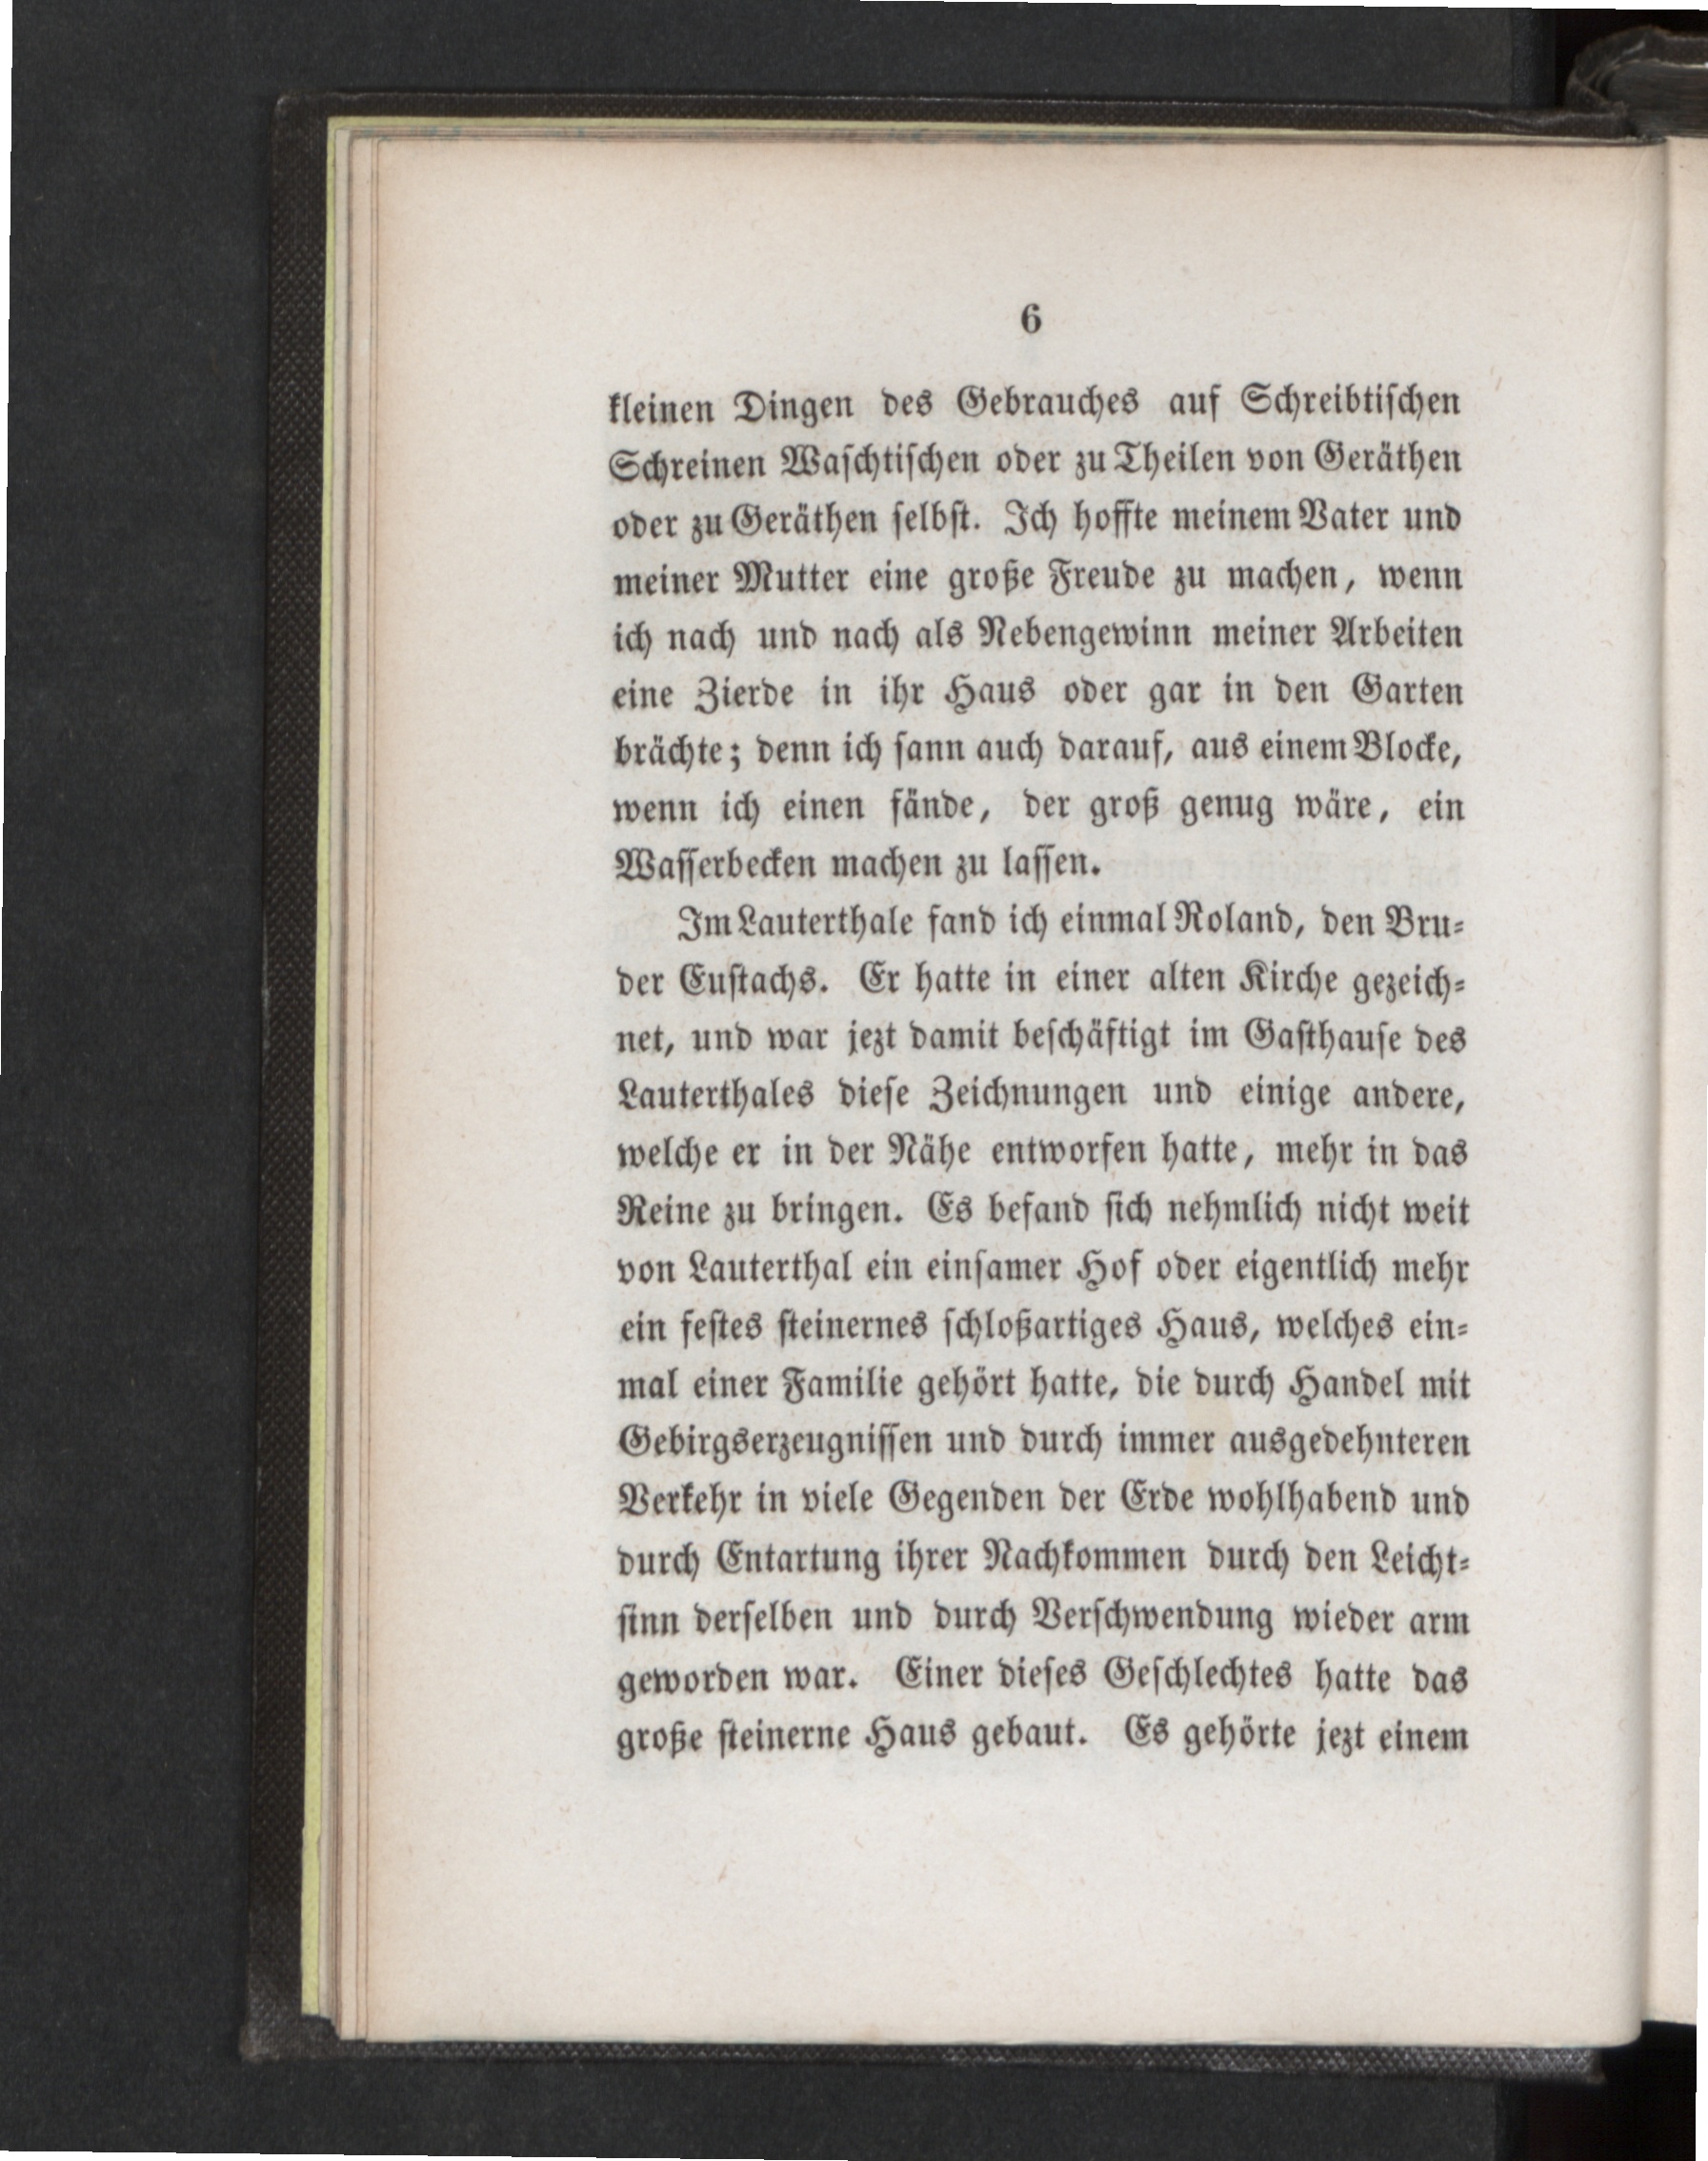 6
kleinen Dingen des Gebrauches auf Schreibtischen
Schreinen Waschtischen oder zu Theilen von Geräthen
oder zu Geräthen selbst. Ich hoffte meinem Vater und
meiner Mutter eine große Freude zu machen, wenn
ich nach und nach als Nebengewinn meiner Arbeiten
eine Zierde in ihr Haus oder gar in den Garten
brächte; denn ich sann auch darauf, aus einem Blocke,
wenn ich einen fände, der groß genug wäre, ein
Wasserbecken machen zu lassen.
Im Lauterthale fand ich einmal Roland, den Bru-
der Eustachs. Er hatte in einer alten Kirche gezeich-
net, und war jezt damit beschäftigt im Gasthause des
Lauterthales diese Zeichnungen und einige andere,
welche er in der Nähe entworfen hatte, mehr in das
Reine zu bringen. Es befand sich nehmlich nicht weit
von Lauterthal ein einsamer Hof oder eigentlich mehr
ein festes steinernes schloßartiges Haus, welches ein-
mal einer Familie gehört hatte, die durch Handel mit
Gebirgserzeugnissen und durch immer ausgedehnteren
Verkehr in viele Gegenden der Erde wohlhabend und
durch Entartung ihrer Nachkommen durch den Leicht-
sinn derselben und durch Verschwendung wieder arm
geworden war. Einer dieses Geschlechtes hatte das
große steinerne Haus gebaut. Es gehörte jezt einem